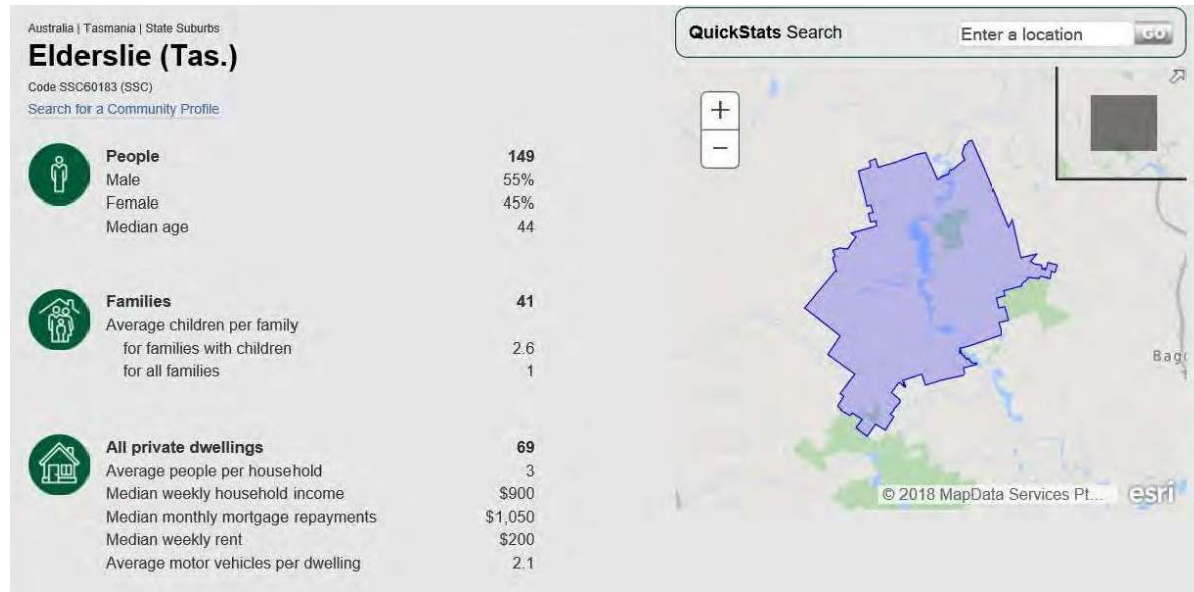 Australia | Tasmania | State Suburbs
Elderslie (Tas.)
Code SSC60183 (SSC)
Search for a Community Profile
People 149
Male 55%
Female 45%
Median age 44
Families 41
Average children per family
for families with children 2.6
for all families 1
All private dwellings 69
Average people per household 3
Median weekly household income $900
Median monthly mortgage repayments $1,050
Median weekly rent $200
Average motor vehicles per dwelling 2.1
QuickStats Search Enter a location GO
+
−
Bag
© 2018 MapData Services Pt... esri